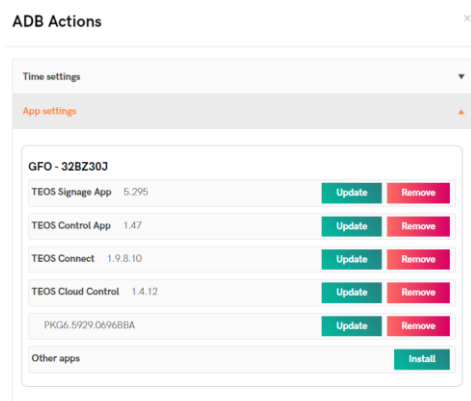 ADB Actions
Time settings
App settings
GFO - 32BZ30J
TEOS Signage App 5.295 Update Remove
TEOS Control App 1.47 Update Remove
TEOS Connect 1.9.8.10 Update Remove
TEOS Cloud Control 1.4.12 Update Remove
PKG6.5929.0696BBA Update Remove
Other apps Install